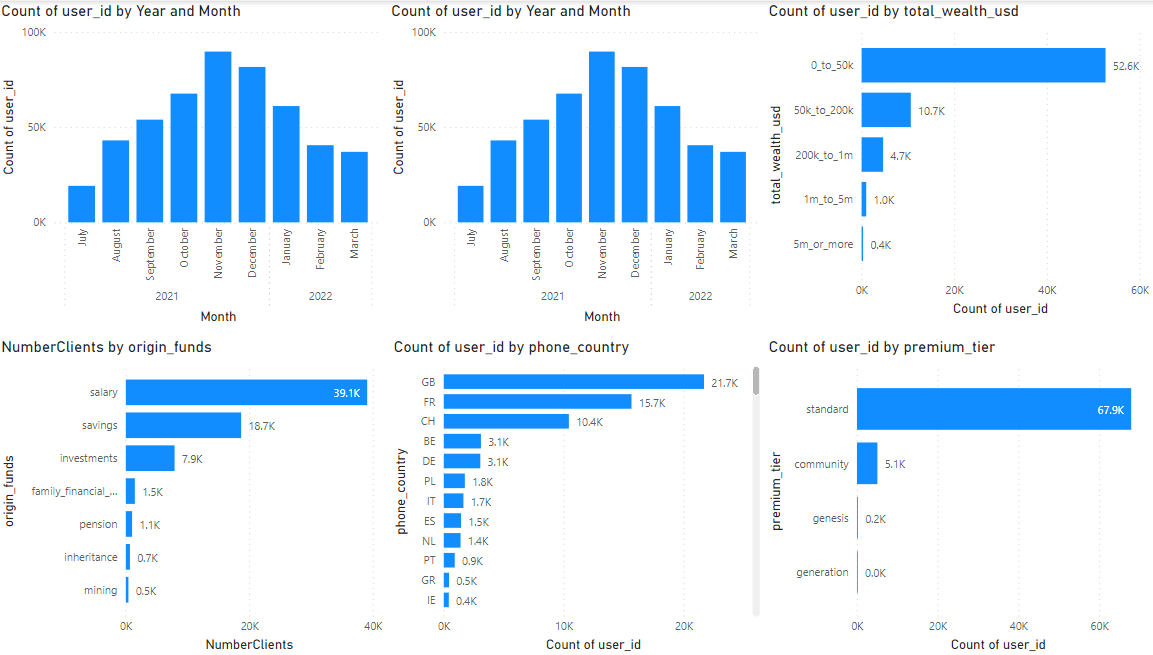 Count of user_id by Year and Month
100K
50K
0K
Count of user_id
July
August
September
October
November
December
January
February
March
2021
2022
Month
Count of user_id by Year and Month
100K
50K
0K
Count of user_id
July
August
September
October
November
December
January
February
March
2021
2022
Month
Count of user_id by total_wealth_usd
total_wealth_usd
0_to_50k 52.6K
50k_to_200k 10.7K
200k_to_1m 4.7K
1m_to_5m 1.0K
5m_or_more 0.4K
0K 20K 40K 60K
Count of user_id
NumberClients by origin_funds
origin_funds
salary 39.1K
savings 18.7K
investments 7.9K
family_financial_... 1.5K
pension 1.1K
inheritance 0.7K
mining 0.5K
0K 20K 40K
NumberClients
Count of user_id by phone_country
phone_country
GB 21.7K
FR 15.7K
CH 10.4K
BE 3.1K
DE 3.1K
PL 1.8K
IT 1.7K
ES 1.5K
NL 1.4K
PT 0.9K
GR 0.5K
IE 0.4K
0K 10K 20K
Count of user_id
Count of user_id by premium_tier
premium_tier
standard 67.9K
community 5.1K
genesis 0.2K
generation 0.0K
0K 20K 40K 60K
Count of user_id